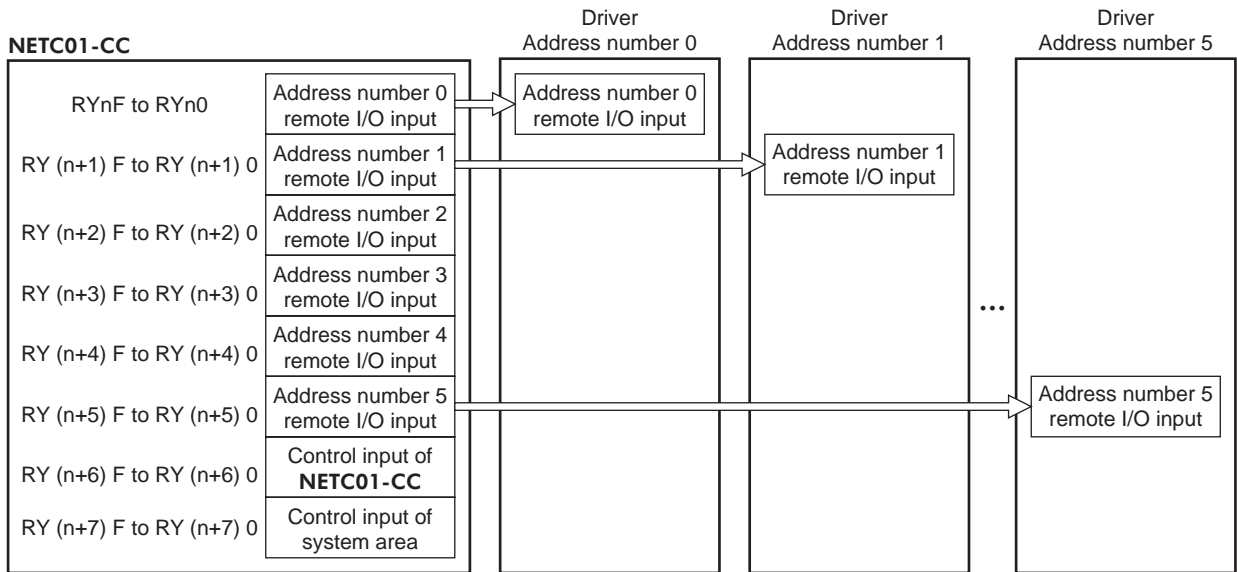 NETC01-CC
Driver
Address number 0
Driver
Address number 1
Driver
Address number 5
RYnF to RYn0
Address number 0
remote I/O input
Address number 0
remote I/O input
RY (n+1) F to RY (n+1) 0
Address number 1
remote I/O input
Address number 1
remote I/O input
RY (n+2) F to RY (n+2) 0
Address number 2
remote I/O input
RY (n+3) F to RY (n+3) 0
Address number 3
remote I/O input
...
RY (n+4) F to RY (n+4) 0
Address number 4
remote I/O input
RY (n+5) F to RY (n+5) 0
Address number 5
remote I/O input
Address number 5
remote I/O input
RY (n+6) F to RY (n+6) 0
Control input of
NETC01-CC
RY (n+7) F to RY (n+7) 0
Control input of
system area